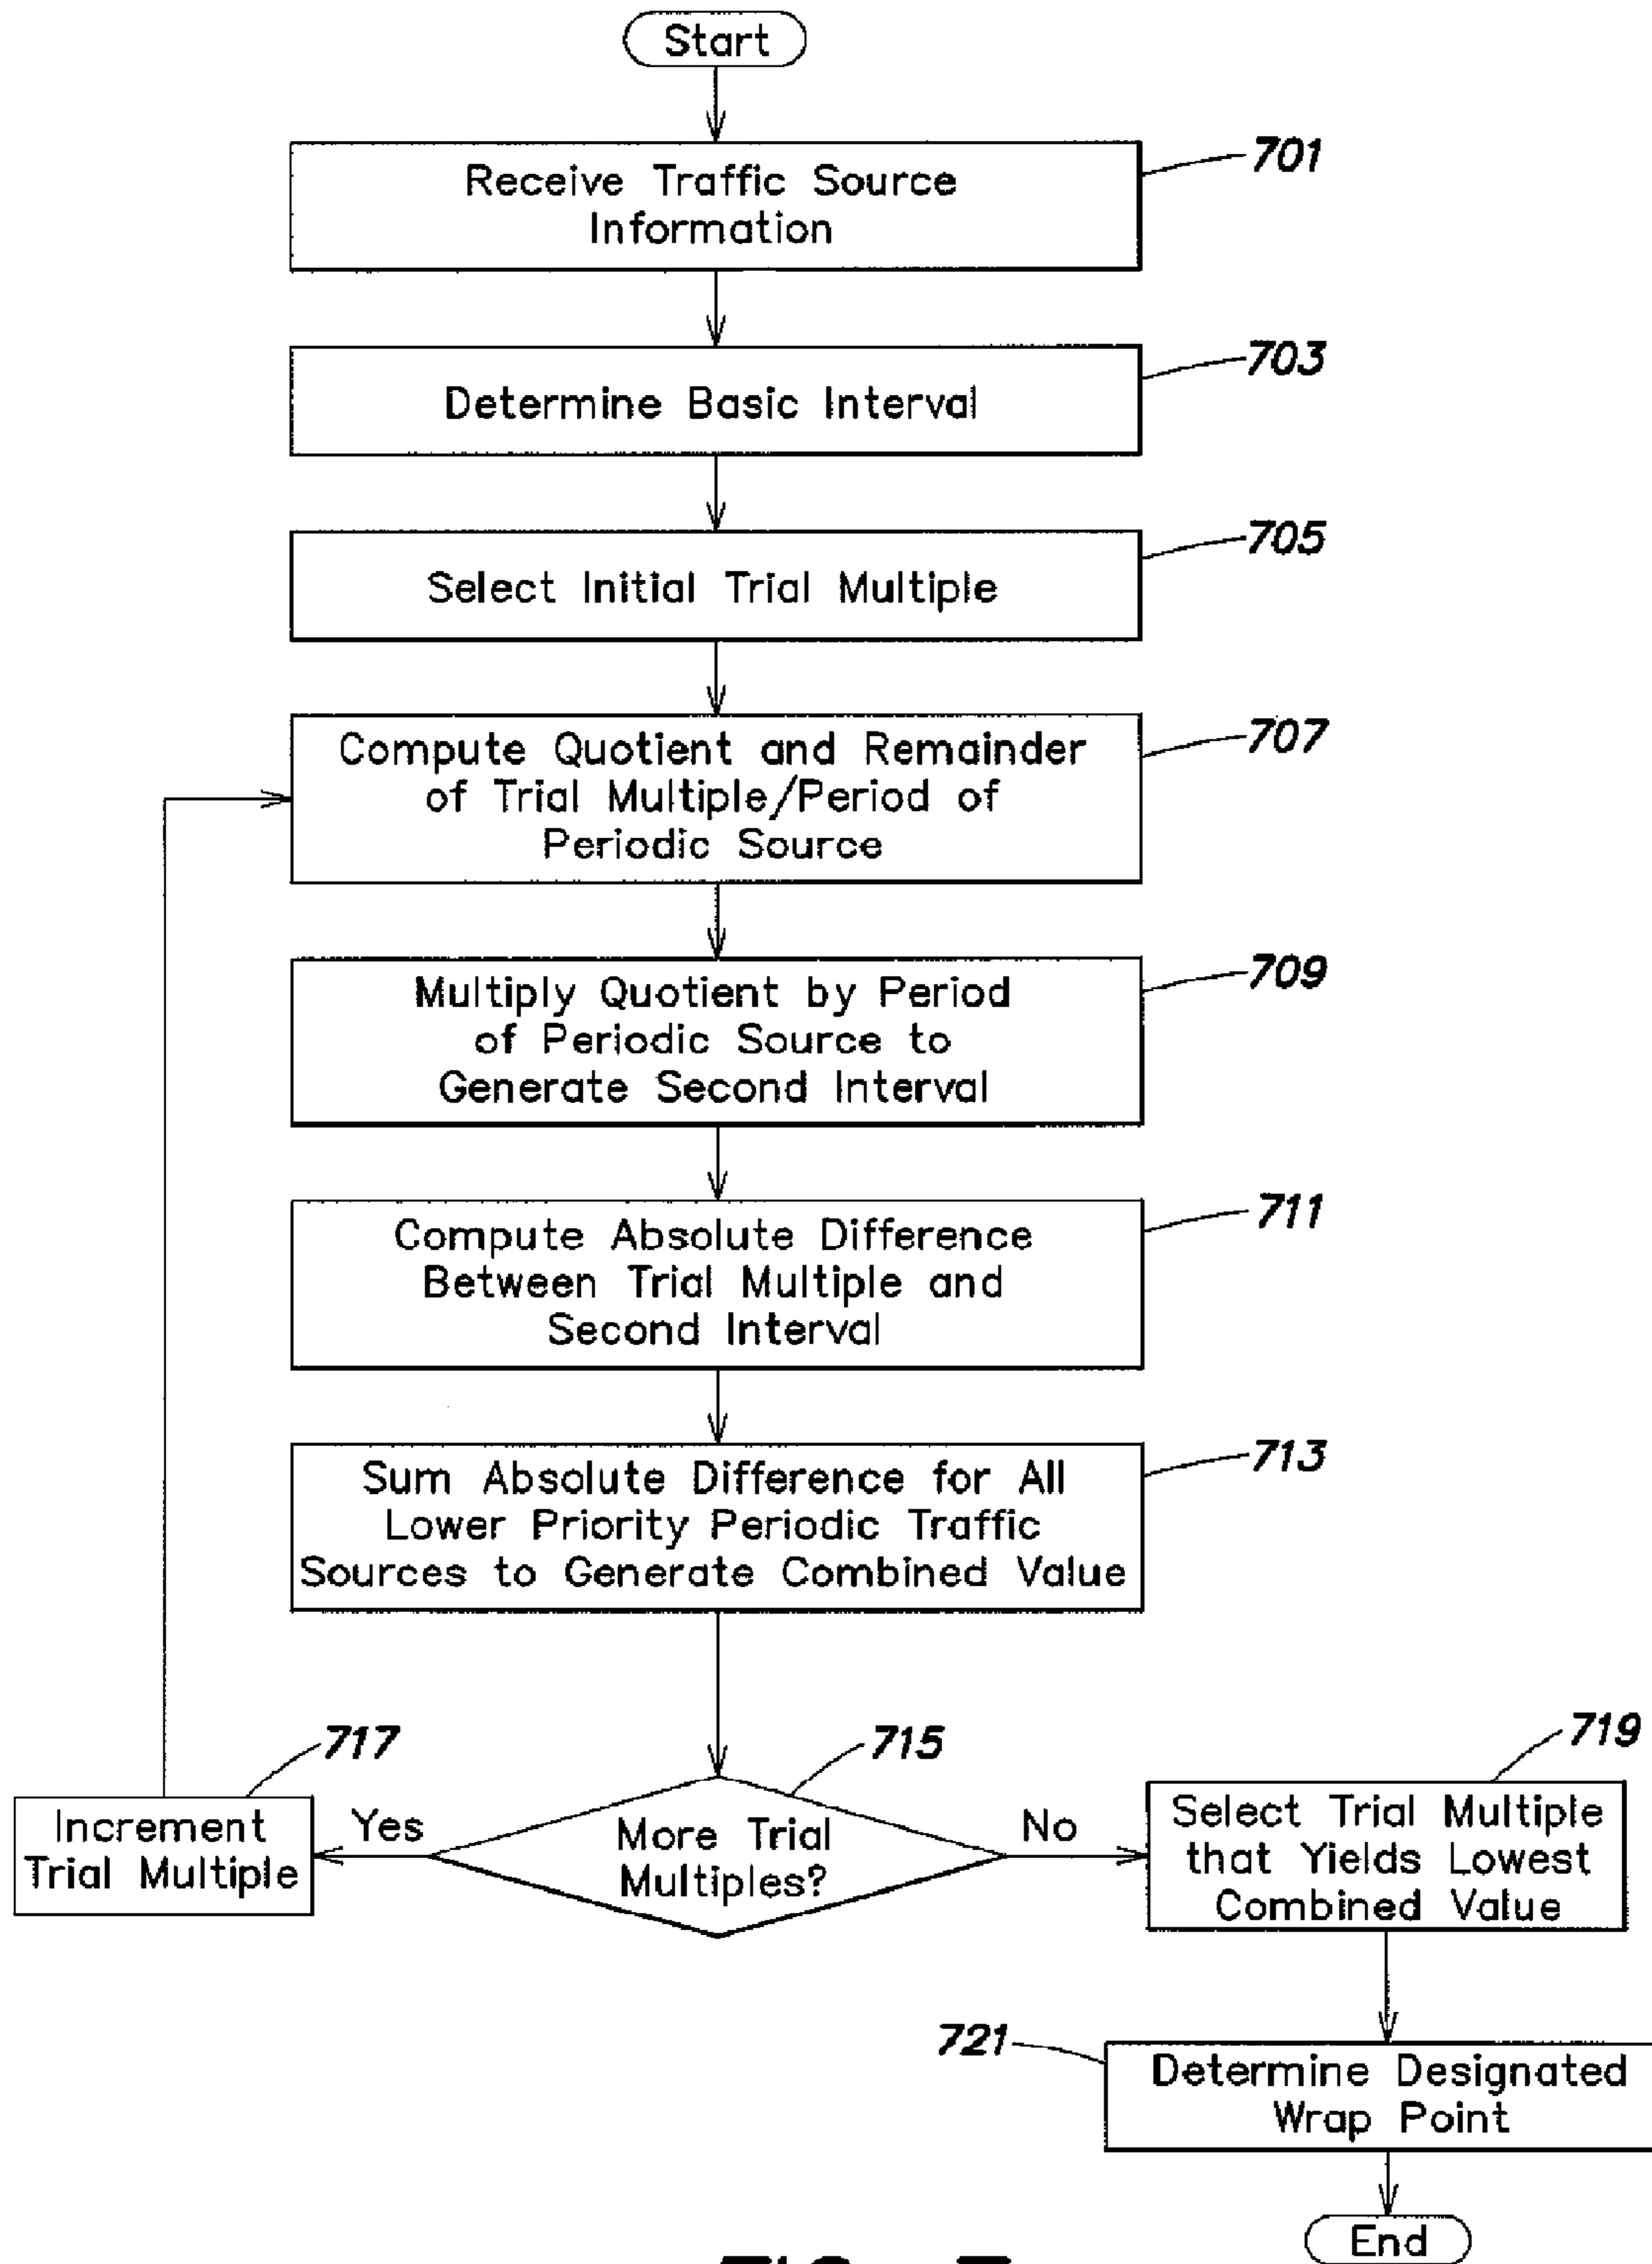 Start
701
Receive Traffic Source
Information
703
Determine Basic Interval
705
Select Initial Trial Multiple
707
Compute Quotient and Remainder
of Trial Multiple/Period of
Periodic Source
709
Multiply Quotient by Period
of Periodic Source to
Generate Second Interval
711
Compute Absolute Difference
Between Trial Multiple and
Second Interval
713
Sum Absolute Difference for All
Lower Priority Periodic Traffic
Sources to Generate Combined Value
717
715
719
Increment
Trial Multiple
Yes
More Trial
Multiples?
No
Select Trial Multiple
that Yields Lowest
Combined Value
721
Determine Designated
Wrap Point
End